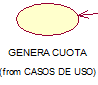 GENERA CUOTA
(from CASOS DE USO)